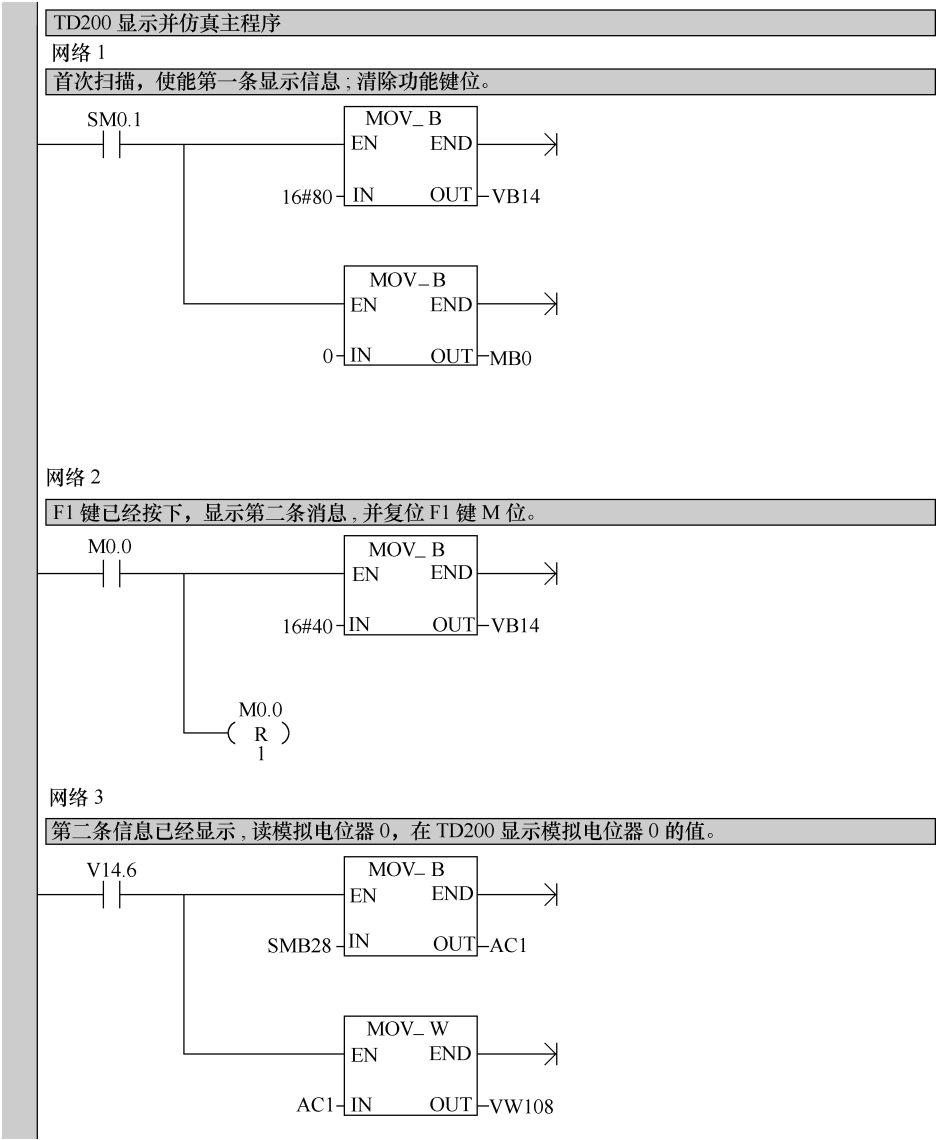 TD200 显示并仿真主程序
网络 1
首次扫描，使能第一条显示信息 ; 清除功能键位。
SM0.1
MOV_ B
EN END
16#80 IN OUT VB14
MOV_B
EN END
0 IN OUT MB0
网络 2
F1 键已经按下，显示第二条消息 , 并复位 F1 键 M 位。
M0.0
MOV_ B
EN END
16#40 IN OUT VB14
M0.0
( R )
1
网络 3
第二条信息已经显示 , 读模拟电位器 0，在 TD200 显示模拟电位器 0 的值。
V14.6
MOV_ B
EN END
SMB28 IN OUT AC1
MOV_ W
EN END
AC1 IN OUT VW108